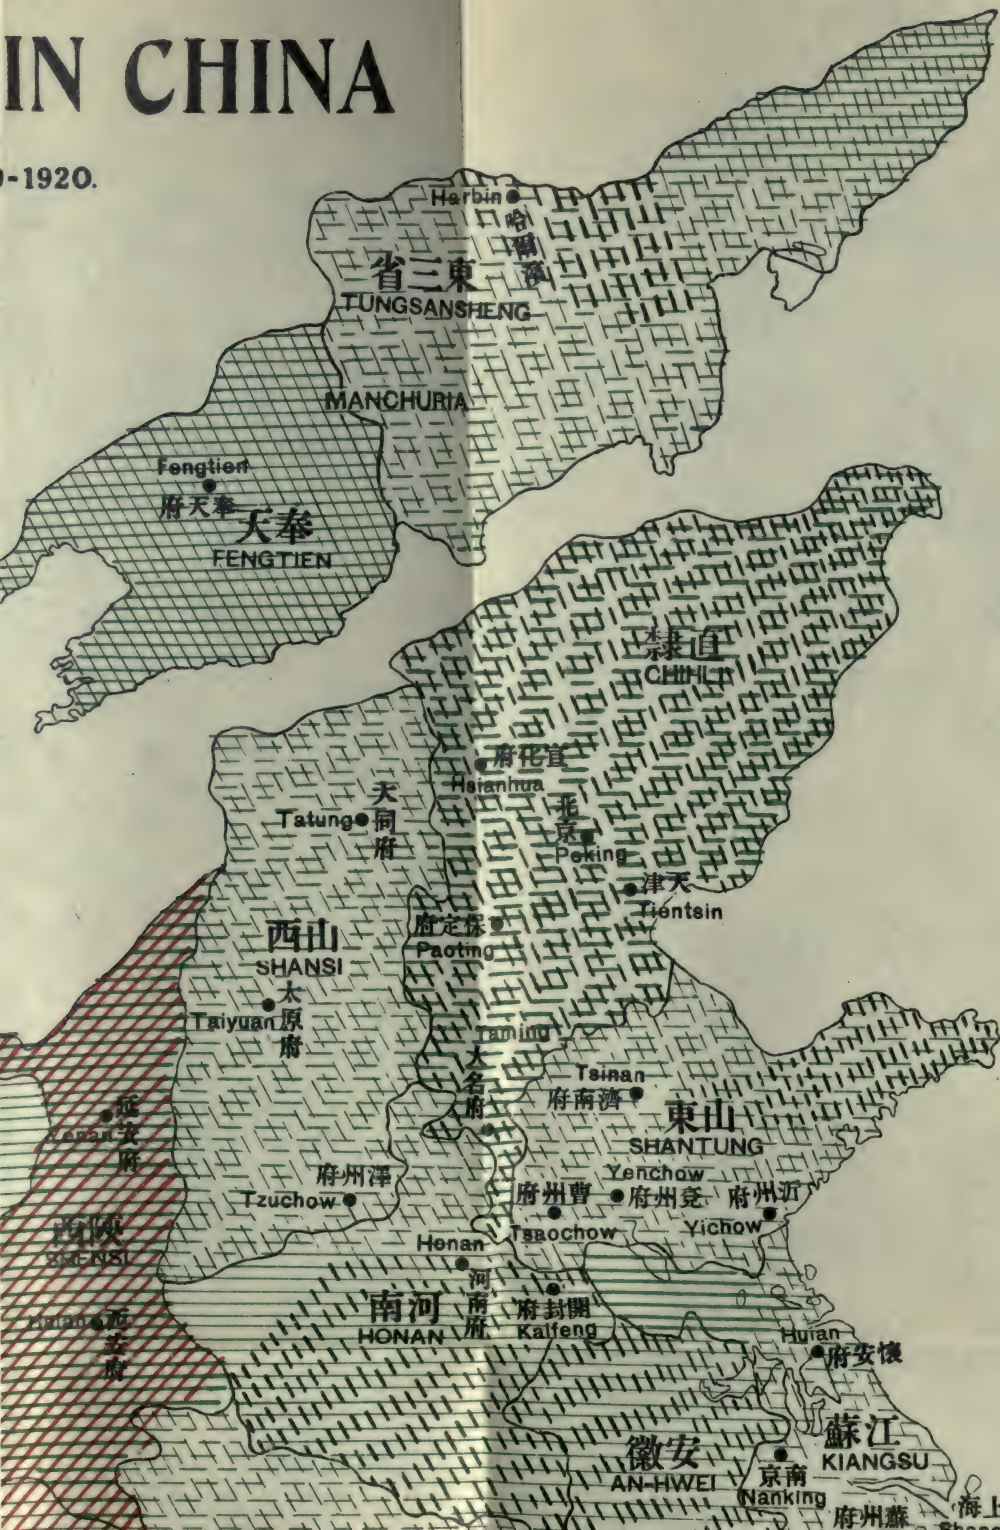 IN CHINA
-1920.
Harbin
哈爾濱
省三東
TUNGSANSHENG
MANCHURIA
Fengtien
府天奉
天奉
FENGTIEN
隸直
CHIHLI
府化宣
Hsianhua
北京
Peking
天同府
Tatung
津天
Tientsin
府定保
Paoting
西山
SHANSI
太原府
Taiyuan
Taming
大名府
Tsinan
府南濟
東山
SHANTUNG
延安府
Yenan
府州澤
Tzuchow
Yenchow
府州兗
府州曹
Tsaochow
府州沂
Yichow
西陝
SHENSI
Henan
河南府
南河
HONAN
府封開
Kaifeng
西安府
Hsian
Huian
府安懷
徽安
AN-HWEI
蘇江
KIANGSU
京南
Nanking
府州蘇
海上